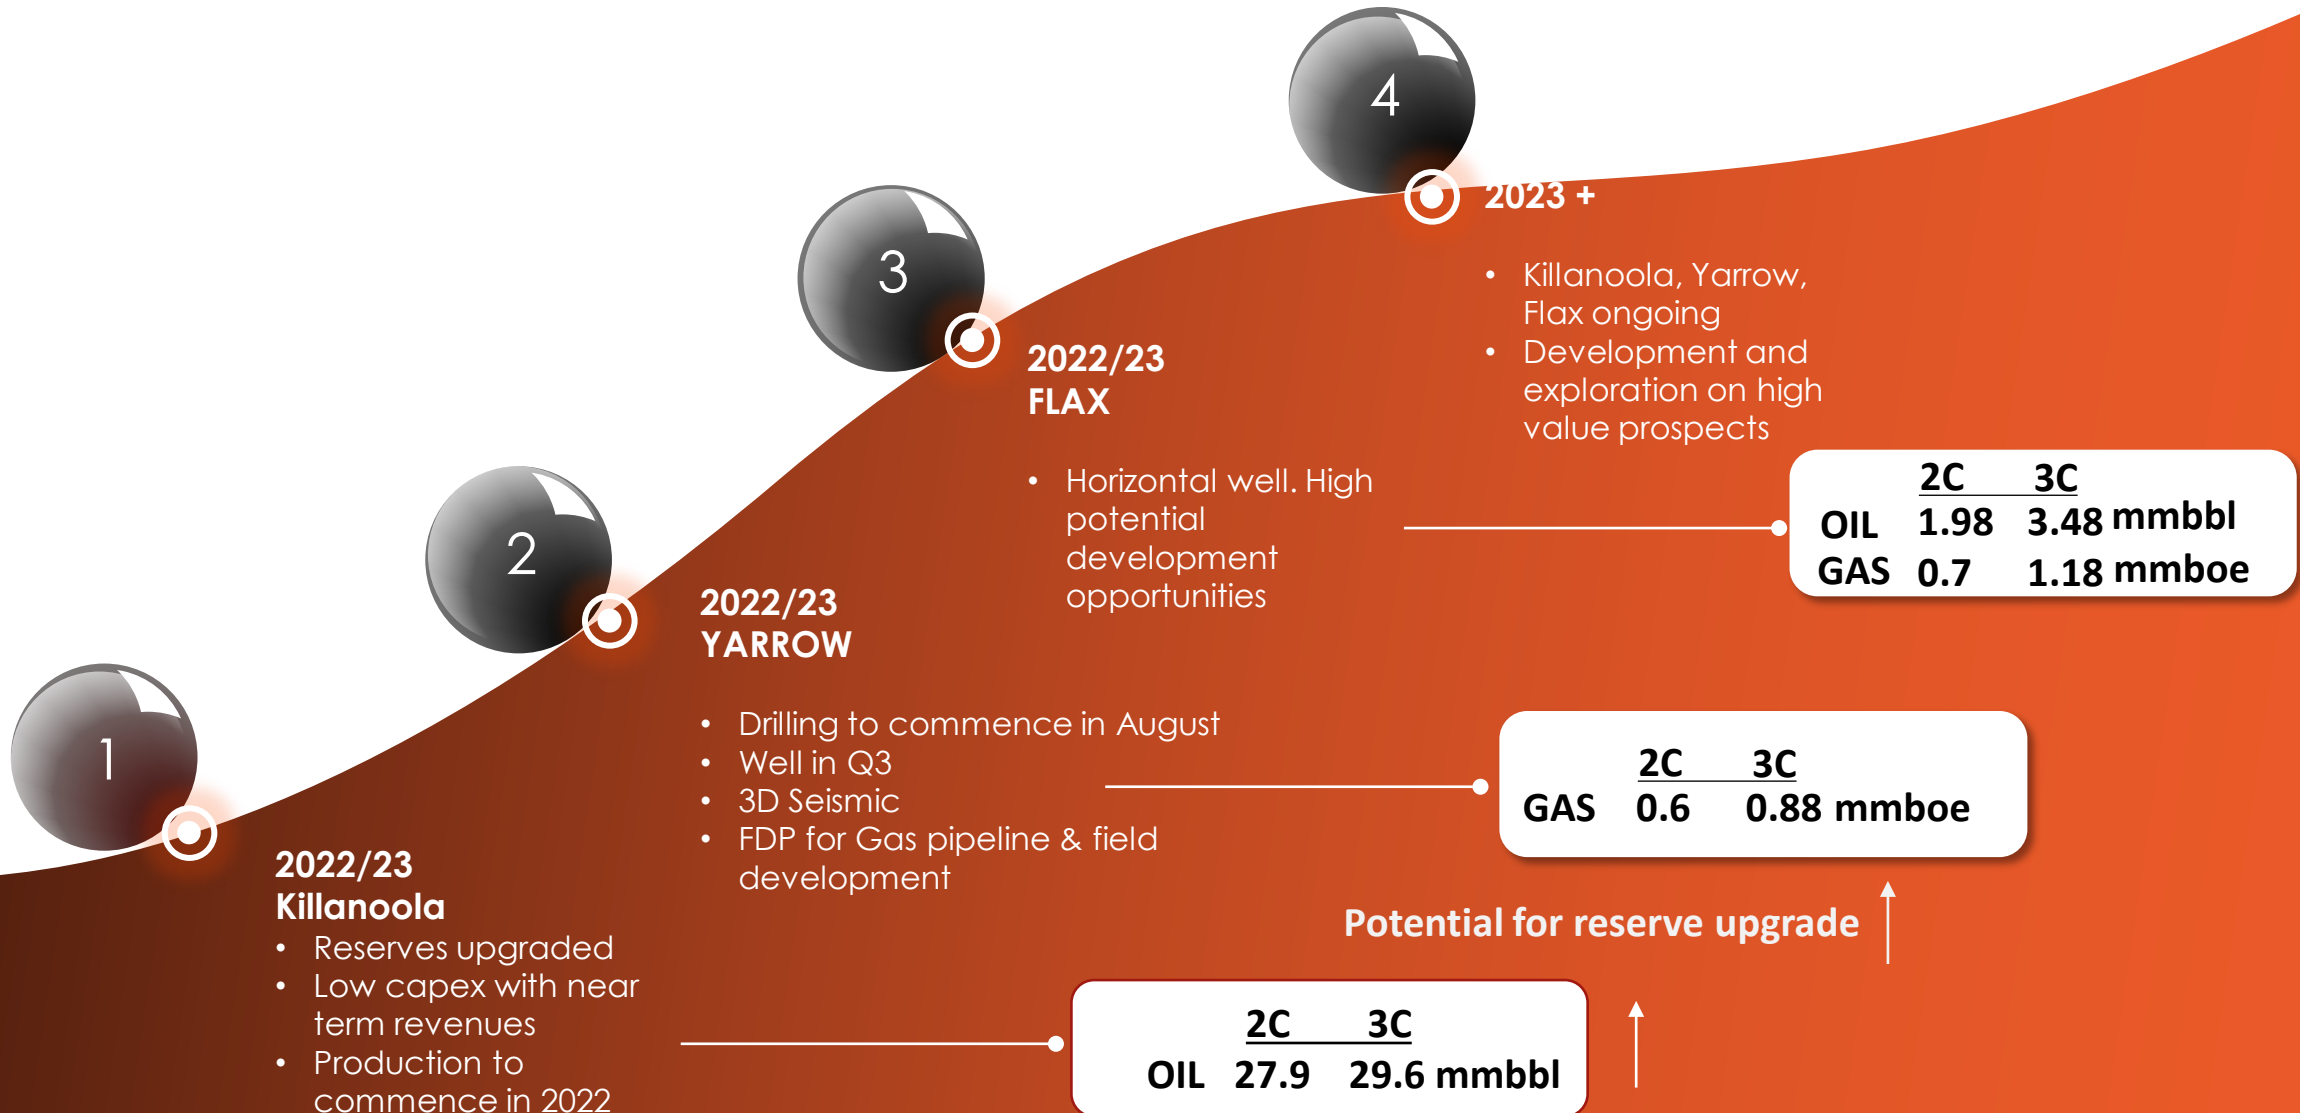 4
2023 +
• Killanoola, Yarrow,
Flax ongoing
• Development and
exploration on high
value prospects
3
2022/23
FLAX
• Horizontal well. High
potential
development
opportunities
2C 3C
OIL 1.98 3.48 mmbbl
GAS 0.7 1.18 mmboe
2
2022/23
YARROW
• Drilling to commence in August
• Well in Q3
• 3D Seismic
• FDP for Gas pipeline & field
development
2C 3C
GAS 0.6 0.88 mmboe
Potential for reserve upgrade
1
2022/23
Killanoola
• Reserves upgraded
• Low capex with near
term revenues
• Production to
commence in 2022
2C 3C
OIL 27.9 29.6 mmbbl